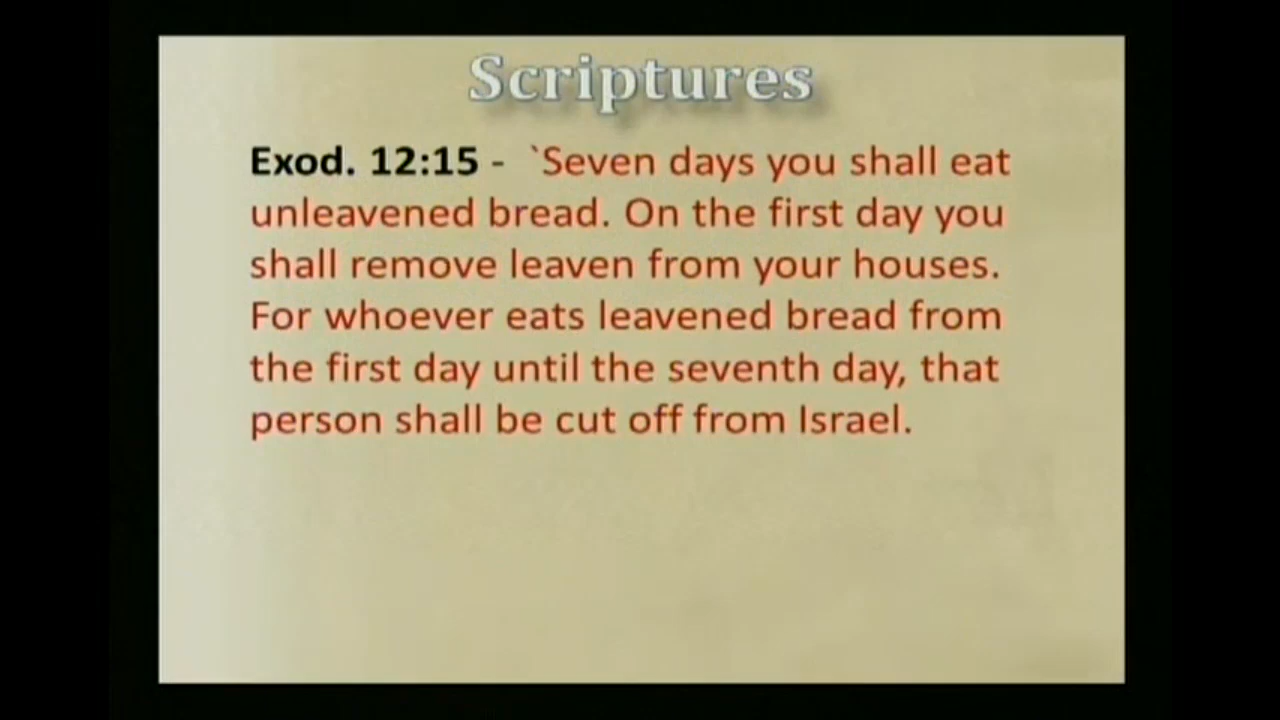 Scriptures
Exod. 12:15 - `Seven days you shall eat
unleavened bread. On the first day you
shall remove leaven from your houses.
For whoever eats leavened bread from
the first day until the seventh day, that
person shall be cut off from Israel.